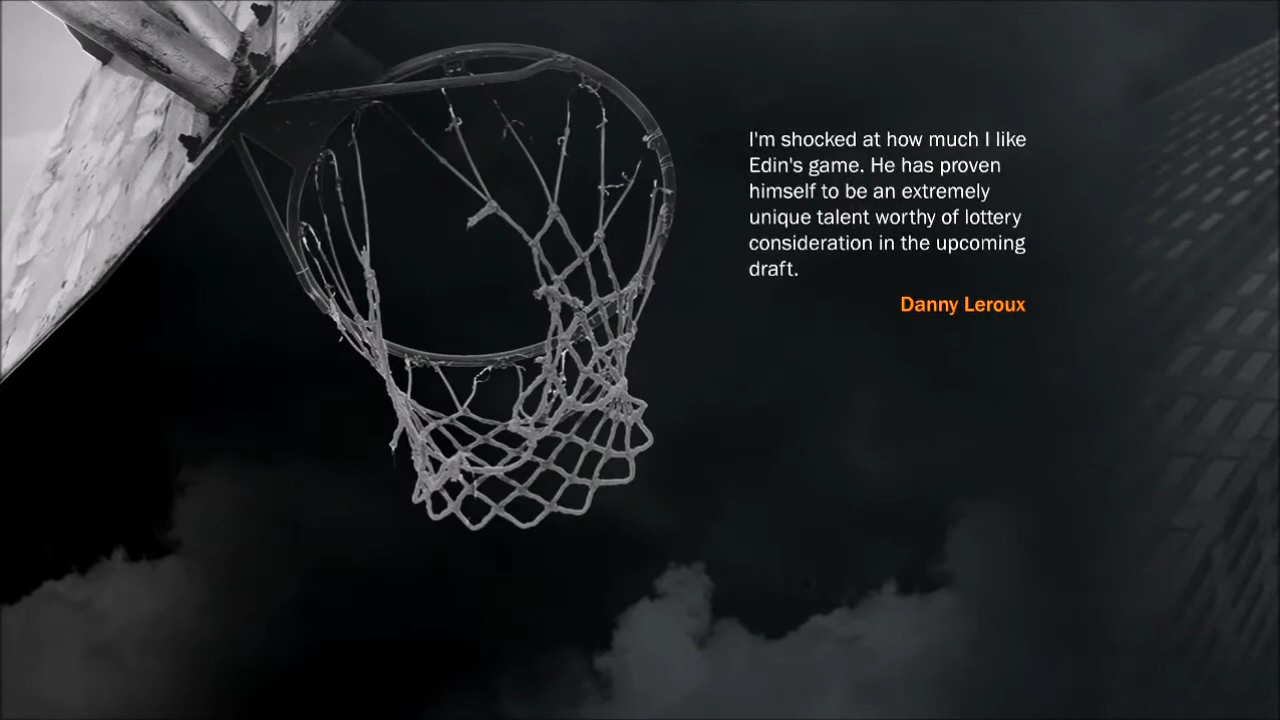 I'm shocked at how much I like
Edin's game. He has proven
himself to be an extremely
unique talent worthy of lottery
consideration in the upcoming
draft.
Danny Leroux